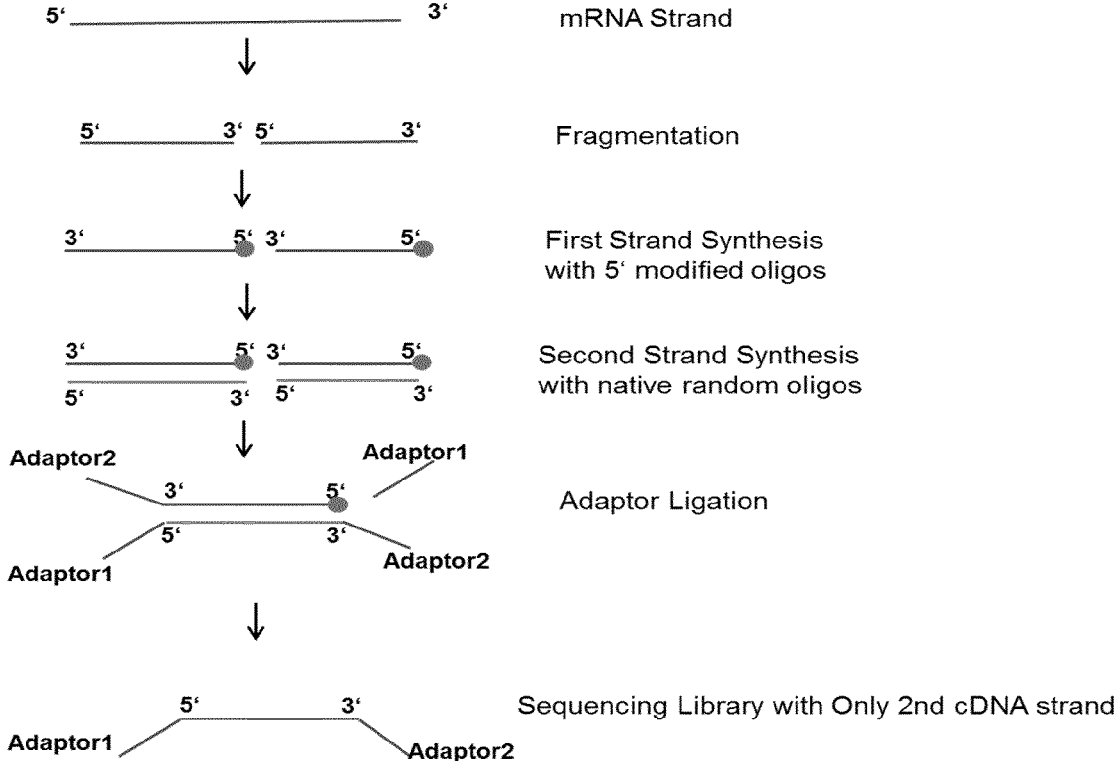 5‘ 3‘ mRNA Strand
5‘ 3‘ 5‘ 3‘ Fragmentation
3‘ 5‘ 3‘ 5‘ First Strand Synthesis
with 5‘ modified oligos
3‘ 5‘ 3‘ 5‘ Second Strand Synthesis
5‘ 3‘ 5‘ 3‘ with native random oligos
Adaptor2 Adaptor1
3‘ 5‘ Adaptor Ligation
5‘ 3‘
Adaptor1 Adaptor2
5‘ 3‘ Sequencing Library with Only 2nd cDNA strand
Adaptor1 Adaptor2